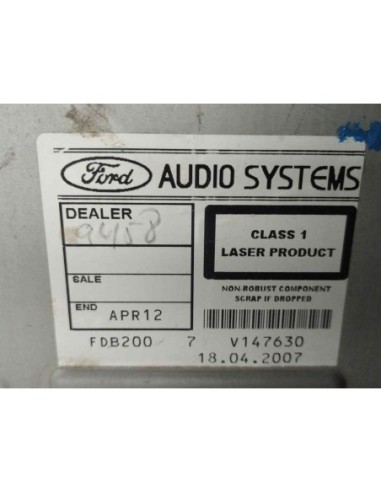 Ford AUDIO SYSTEMS
DEALER
9458
CLASS 1
LASER PRODUCT
SALE
NON-ROBUST COMPONENT
SCRAP IF DROPPED
END APR12
FDB200 7 V147630
18.04.2007